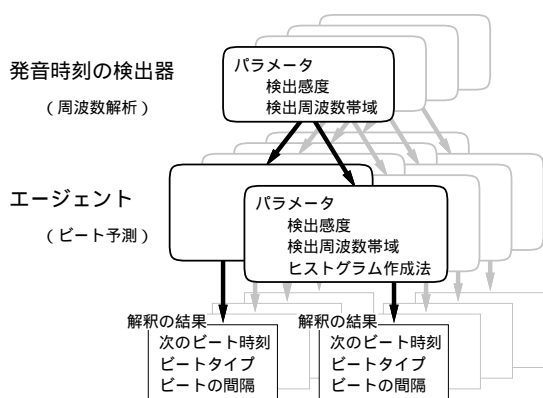 発音時刻の検出器
（周波数解析）
パラメータ
検出感度
検出周波数帯域
エージェント
（ビート予測）
パラメータ
検出感度
検出周波数帯域
ヒストグラム作成法
解釈の結果
次のビート時刻
ビートタイプ
ビートの間隔
解釈の結果
次のビート時刻
ビートタイプ
ビートの間隔